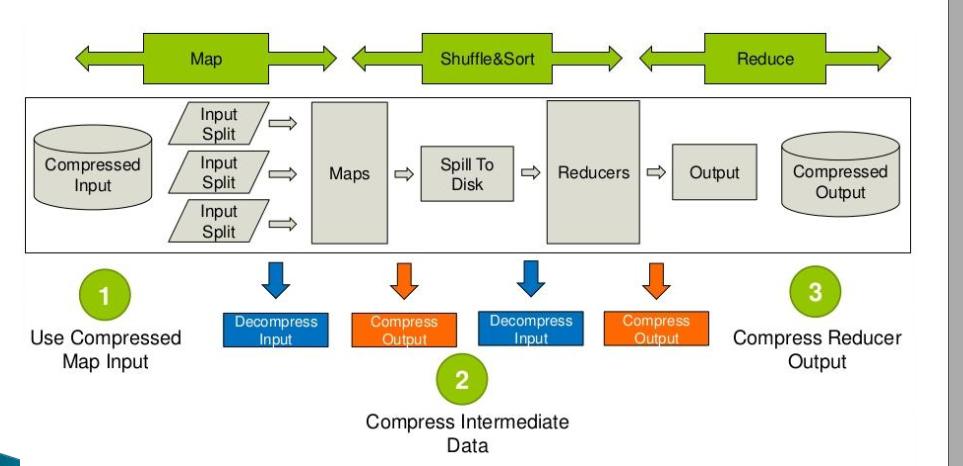 Map
Shuffle&Sort
Reduce
Compressed
Input
Input
Split
Input
Split
Input
Split
Maps
Spill To
Disk
Reducers
Output
Compressed
Output
Decompress
Input
Compress
Output
Decompress
Input
Compress
Output
1
Use Compressed
Map Input
2
Compress Intermediate
Data
3
Compress Reducer
Output